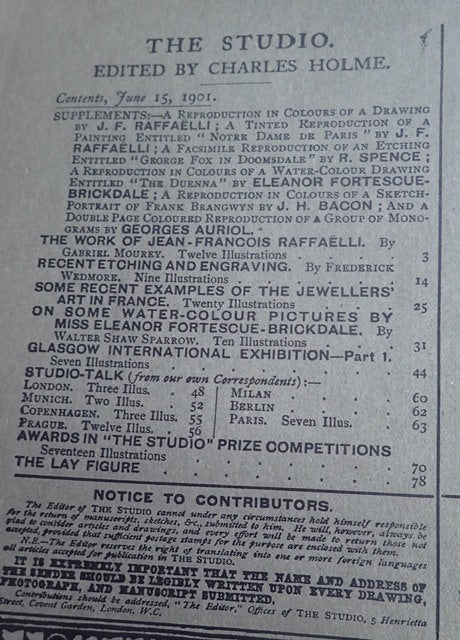 THE STUDIO.
EDITED BY CHARLES HOLME.
Contents, June 15, 1901.
SUPPLEMENTS:—A REPRODUCTION IN COLOURS OF A DRAWING
BY J. F. RAFFAËLLI; A TINTED REPRODUCTION OF A
PAINTING ENTITLED "NOTRE DAME DE PARIS" BY J. F.
RAFFAËLLI; A FACSIMILE REPRODUCTION OF AN ETCHING
ENTITLED "GEORGE FOX IN DOOMSDALE" BY R. SPENCE;
A REPRODUCTION IN COLOURS OF A WATER-COLOUR DRAWING
ENTITLED "THE DUENNA" BY ELEANOR FORTESCUE-
BRICKDALE; A REPRODUCTION IN COLOURS OF A SKETCH-
PORTRAIT OF FRANK BRANGWYN BY J. H. BACON; AND A
DOUBLE PAGE COLOURED REPRODUCTION OF A GROUP OF MONO-
GRAMS BY GEORGES AURIOL.
THE WORK OF JEAN-FRANCOIS RAFFAËLLI. By
GABRIEL MOUREY. Twelve Illustrations . . . . 3
RECENT ETCHING AND ENGRAVING. By FREDERICK
WEDMORE. Nine Illustrations . . . . 14
SOME RECENT EXAMPLES OF THE JEWELLERS'
ART IN FRANCE. Twenty Illustrations . . . . 25
ON SOME WATER-COLOUR PICTURES BY
MISS ELEANOR FORTESCUE-BRICKDALE. By
WALTER SHAW SPARROW. Ten Illustrations . . . 31
GLASGOW INTERNATIONAL EXHIBITION—Part 1.
Seven Illustrations . . . . . 44
STUDIO-TALK (from our own Correspondents):—
LONDON. Three Illus. . 48 MILAN . . . 60
MUNICH. Two Illus. . 52 BERLIN . . . 62
COPENHAGEN. Three Illus. 55 PARIS. Seven Illus. . 63
PRAGUE. Twelve Illus. . 56
AWARDS IN "THE STUDIO" PRIZE COMPETITIONS
Seventeen Illustrations . . . . . 70
THE LAY FIGURE . . . . . 78
NOTICE TO CONTRIBUTORS.
The Editor of THE STUDIO cannot under any circumstances hold himself responsible
for the return of manuscripts, sketches, &c., submitted to him. He will, however, always be
glad to consider articles and drawings, and every effort will be made to return those not
accepted, provided that sufficient postage stamps for the purpose are enclosed with them.
N.B.—The Editor reserves the right of translating into one or more foreign languages
all articles accepted for publication in THE STUDIO.
IT IS EXTREMELY IMPORTANT THAT THE NAME AND ADDRESS OF
THE SENDER SHOULD BE LEGIBLY WRITTEN UPON EVERY DRAWING,
PHOTOGRAPH, AND MANUSCRIPT SUBMITTED.
Contributions should be addressed, "The Editor," Offices of THE STUDIO, 5 Henrietta
Street, Covent Garden, London, W.C.